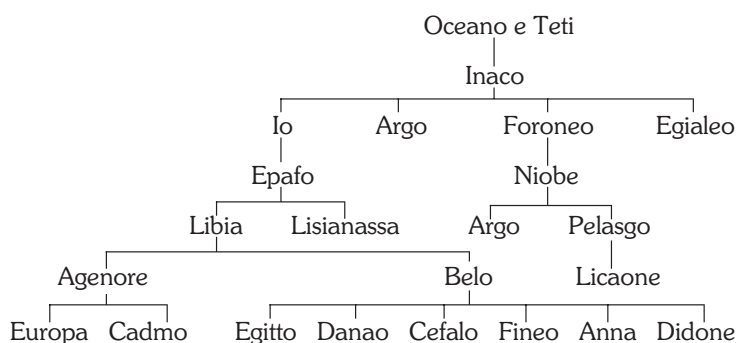 Oceano e Teti
Inaco
Io Argo Foroneo Egialeo
Epafo Niobe
Libia Lisianassa Argo Pelasgo
Agenore Belo Licaone
Europa Cadmo Egitto Danao Cefalo Fineo Anna Didone